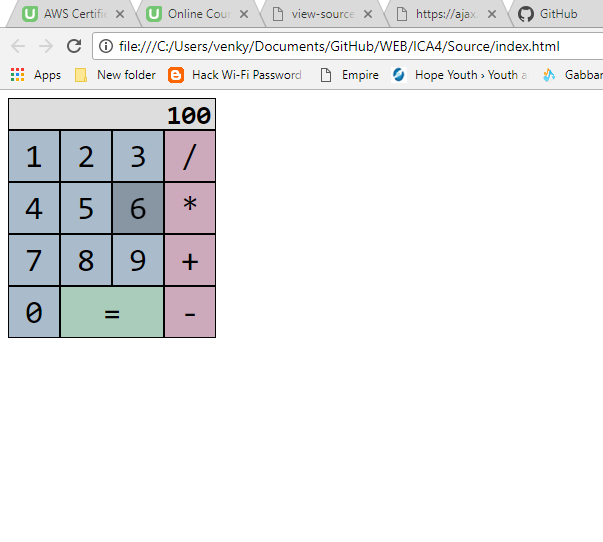 AWS Certifi Online Cour view-source https://ajax. GitHub
file:///C:/Users/venky/Documents/GitHub/WEB/ICA4/Source/index.html
Apps New folder Hack Wi-Fi Password Empire Hope Youth › Youth a Gabbar
100
1 2 3 /
4 5 6 *
7 8 9 +
0 = -